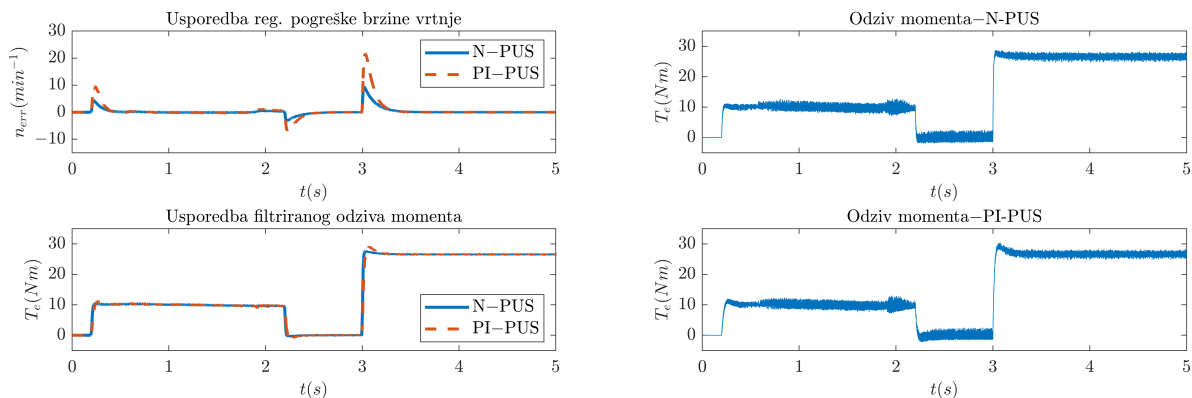 Usporedba reg. pogreške brzine vrtnje
30
20
10
0
−10
n_err(min^−1)
N−PUS
PI−PUS
0 1 2 3 4 5
t(s)
Odziv momenta−N-PUS
30
20
10
0
T_e(Nm)
0 1 2 3 4 5
t(s)
Usporedba filtriranog odziva momenta
30
20
10
0
T_e(Nm)
N−PUS
PI−PUS
0 1 2 3 4 5
t(s)
Odziv momenta−PI-PUS
30
20
10
0
T_e(Nm)
0 1 2 3 4 5
t(s)